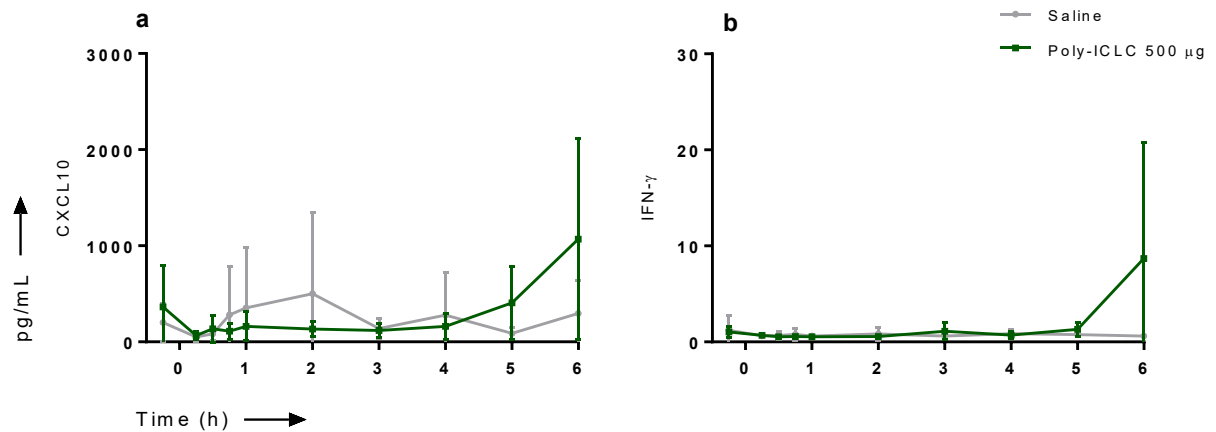 a
b
Saline
Poly-ICLC 500 µg
3000
2000
1000
0
CXCL10
pg/mL
0 1 2 3 4 5 6
Time (h)
30
20
10
0
IFN-γ
0 1 2 3 4 5 6